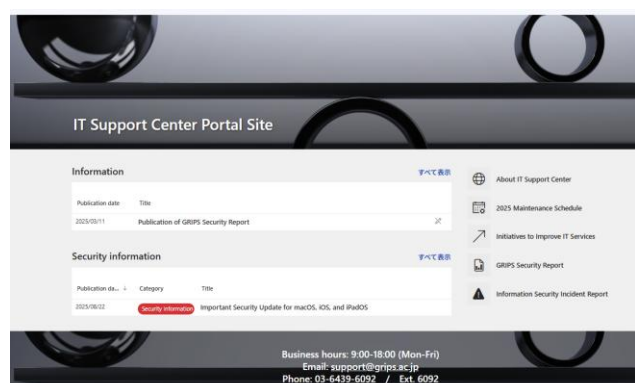 IT Support Center Portal Site
Information
すべて表示
Publication date Title
2025/03/11 Publication of GRIPS Security Report
Security information
すべて表示
Publication da... ↓ Category Title
2025/08/22 Security information Important Security Update for macOS, iOS, and iPadOS
About IT Support Center
2025 Maintenance Schedule
Initiatives to Improve IT Services
GRIPS Security Report
Information Security Incident Report
Business hours: 9:00-18:00 (Mon-Fri)
Email: support@grips.ac.jp
Phone: 03-6439-6092 / Ext. 6092